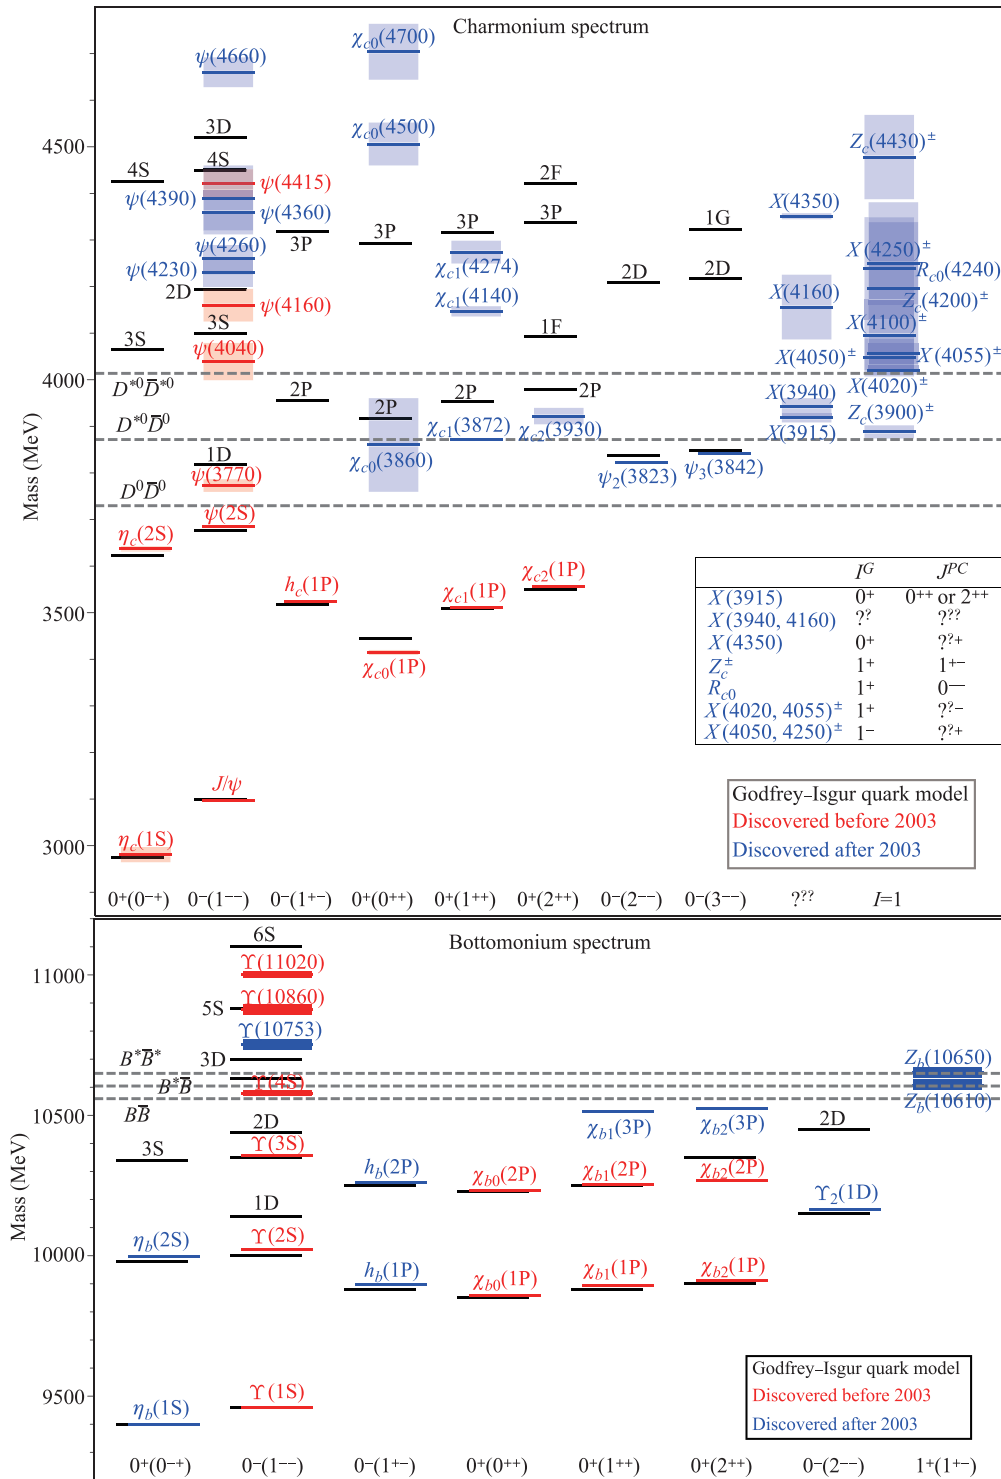 Charmonium spectrum
Mass (MeV)
4500
4000
3500
3000
χc0(4700)
ψ(4660)
3D
χc0(4500)
Zc(4430)±
4S
4S
ψ(4415)
2F
ψ(4390)
ψ(4360)
X(4350)
3P
3P
3P
3P
1G
ψ(4260)
X(4250)±
ψ(4230)
χc1(4274)
Rc0(4240)
2D
2D
2D
X(4160)
Zc(4200)±
ψ(4160)
χc1(4140)
3S
3S
1F
X(4100)±
ψ(4040)
X(4050)±
X(4055)±
D*0D̅*0
2P
2P
2P
2P
X(3940)
X(4020)±
D*0D̅0
χc1(3872)
χc2(3930)
X(3915)
Zc(3900)±
1D
χc0(3860)
ψ(3770)
ψ2(3823)
ψ3(3842)
D0D̅0
ηc(2S)
ψ(2S)
hc(1P)
χc1(1P)
χc2(1P)
χc0(1P)
J/ψ
ηc(1S)
IG JPC
X(3915) 0+ 0++ or 2++
X(3940, 4160) ?? ???
X(4350) 0+ ??+
Zc± 1+ 1+−
Rc0 1+ 0−−
X(4020, 4055)± 1+ ??−
X(4050, 4250)± 1− ??+
Godfrey–Isgur quark model
Discovered before 2003
Discovered after 2003
0+(0−+) 0−(1−−) 0−(1+−) 0+(0++) 0+(1++) 0+(2++) 0−(2−−) 0−(3−−) ??? I=1
Bottomonium spectrum
Mass (MeV)
11000
10500
10000
9500
6S
ϒ(11020)
ϒ(10860)
5S
ϒ(10753)
B*B̅*
3D
Zb(10650)
B*B̅
ϒ(4S)
Zb(10610)
BB̅
2D
χb1(3P)
χb2(3P)
2D
3S
ϒ(3S)
hb(2P)
χb0(2P)
χb1(2P)
χb2(2P)
1D
ϒ2(1D)
ηb(2S)
ϒ(2S)
hb(1P)
χb0(1P)
χb1(1P)
χb2(1P)
ηb(1S)
ϒ(1S)
Godfrey–Isgur quark model
Discovered before 2003
Discovered after 2003
0+(0−+) 0−(1−−) 0−(1+−) 0+(0++) 0+(1++) 0+(2++) 0−(2−−) 1+(1+−)